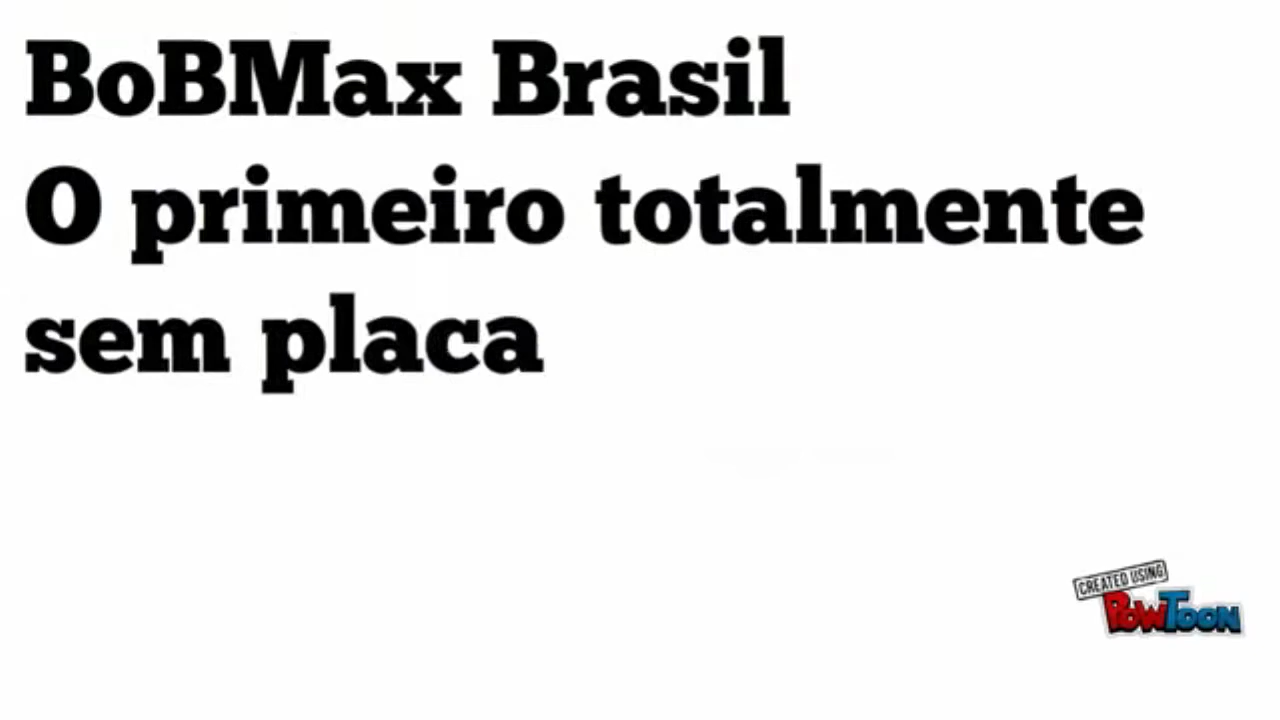 BoBMax Brasil
O primeiro totalmente
sem placa
CREATED USING
POWTOON